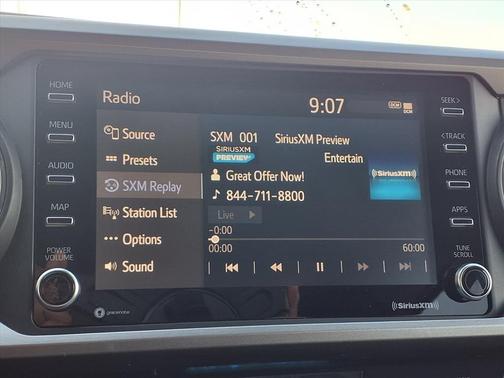 HOME
MENU
AUDIO
MAP
POWER
VOLUME
Radio
9:07
DCM
DCM
Source
Presets
SXM Replay
Station List
Options
Sound
SXM 001 SiriusXM Preview
SIRIUSXM
PREVIEW
Entertain
Great Offer Now!
844-711-8800
((SiriusXM))
Live
-0:00
00:00
60:00
SEEK >
< TRACK
PHONE
APPS
TUNE
SCROLL
gracenote
((SiriusXM))